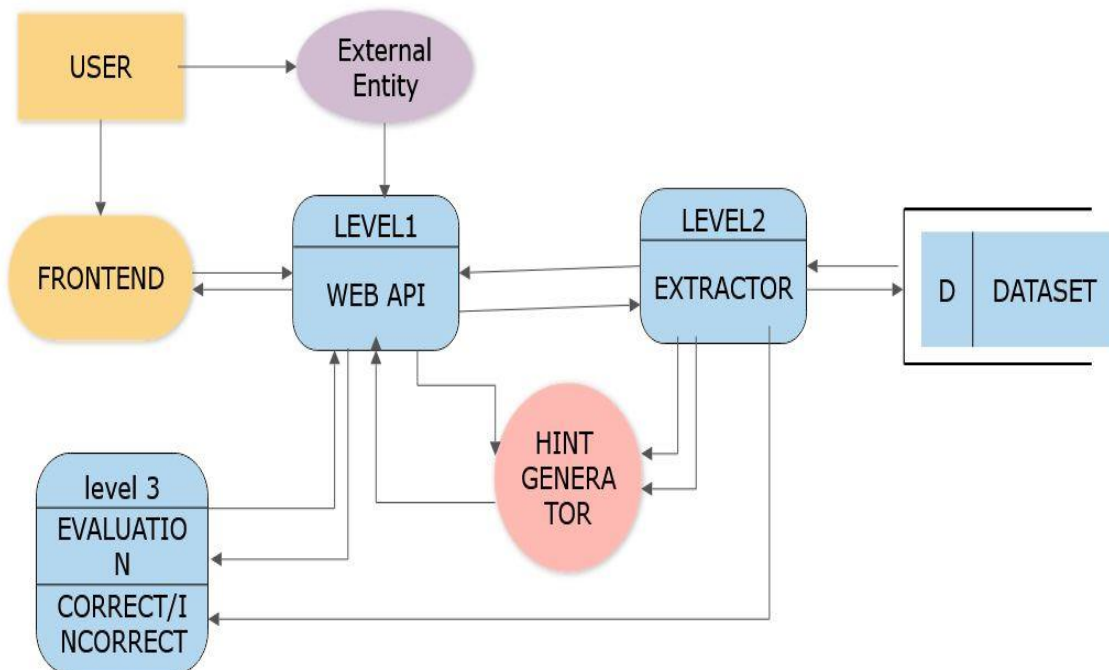 USER
External
Entity
FRONTEND
LEVEL1
WEB API
LEVEL2
EXTRACTOR
D
DATASET
HINT
GENERA
TOR
level 3
EVALUATIO
N
CORRECT/I
NCORRECT